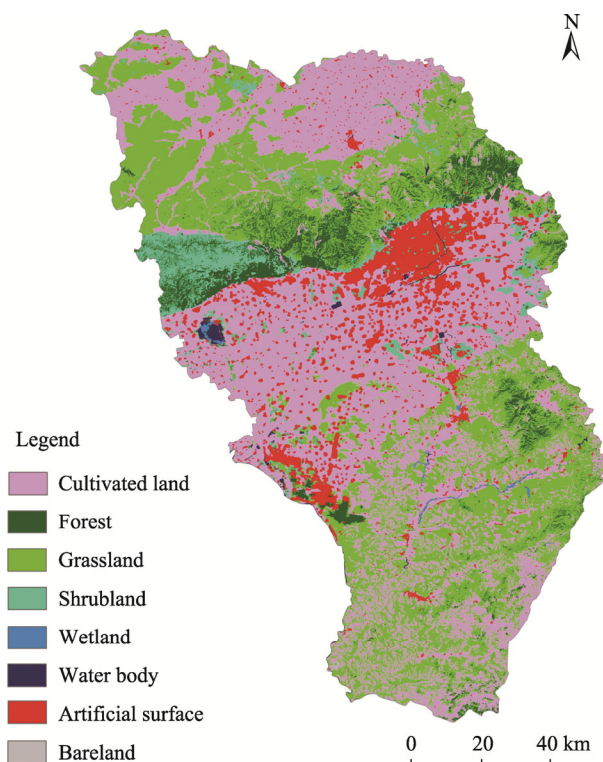 N
Legend
Cultivated land
Forest
Grassland
Shrubland
Wetland
Water body
Artificial surface
Bareland
0 20 40 km